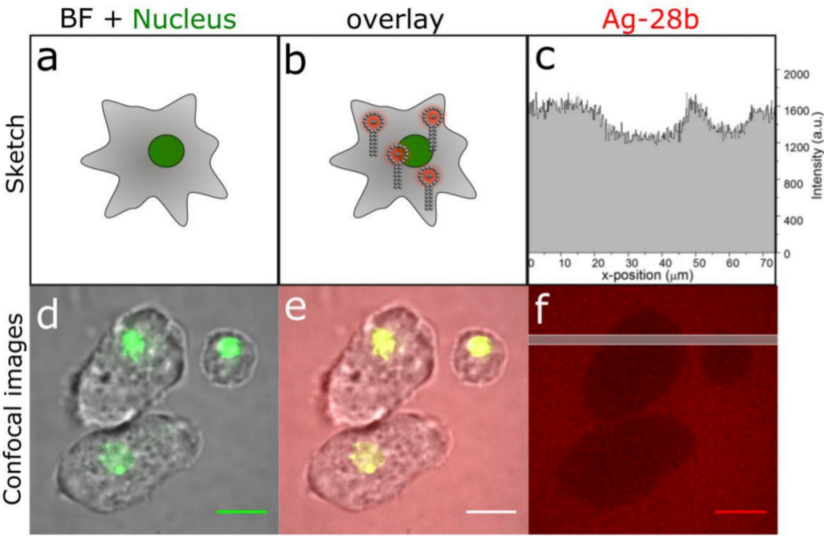 BF + Nucleus
overlay
Ag-28b
Sketch
a
b
c
2000
1600
1200
800
400
0
Intensity (a.u.)
0 10 20 30 40 50 60 70
x-position (μm)
Confocal images
d
e
f